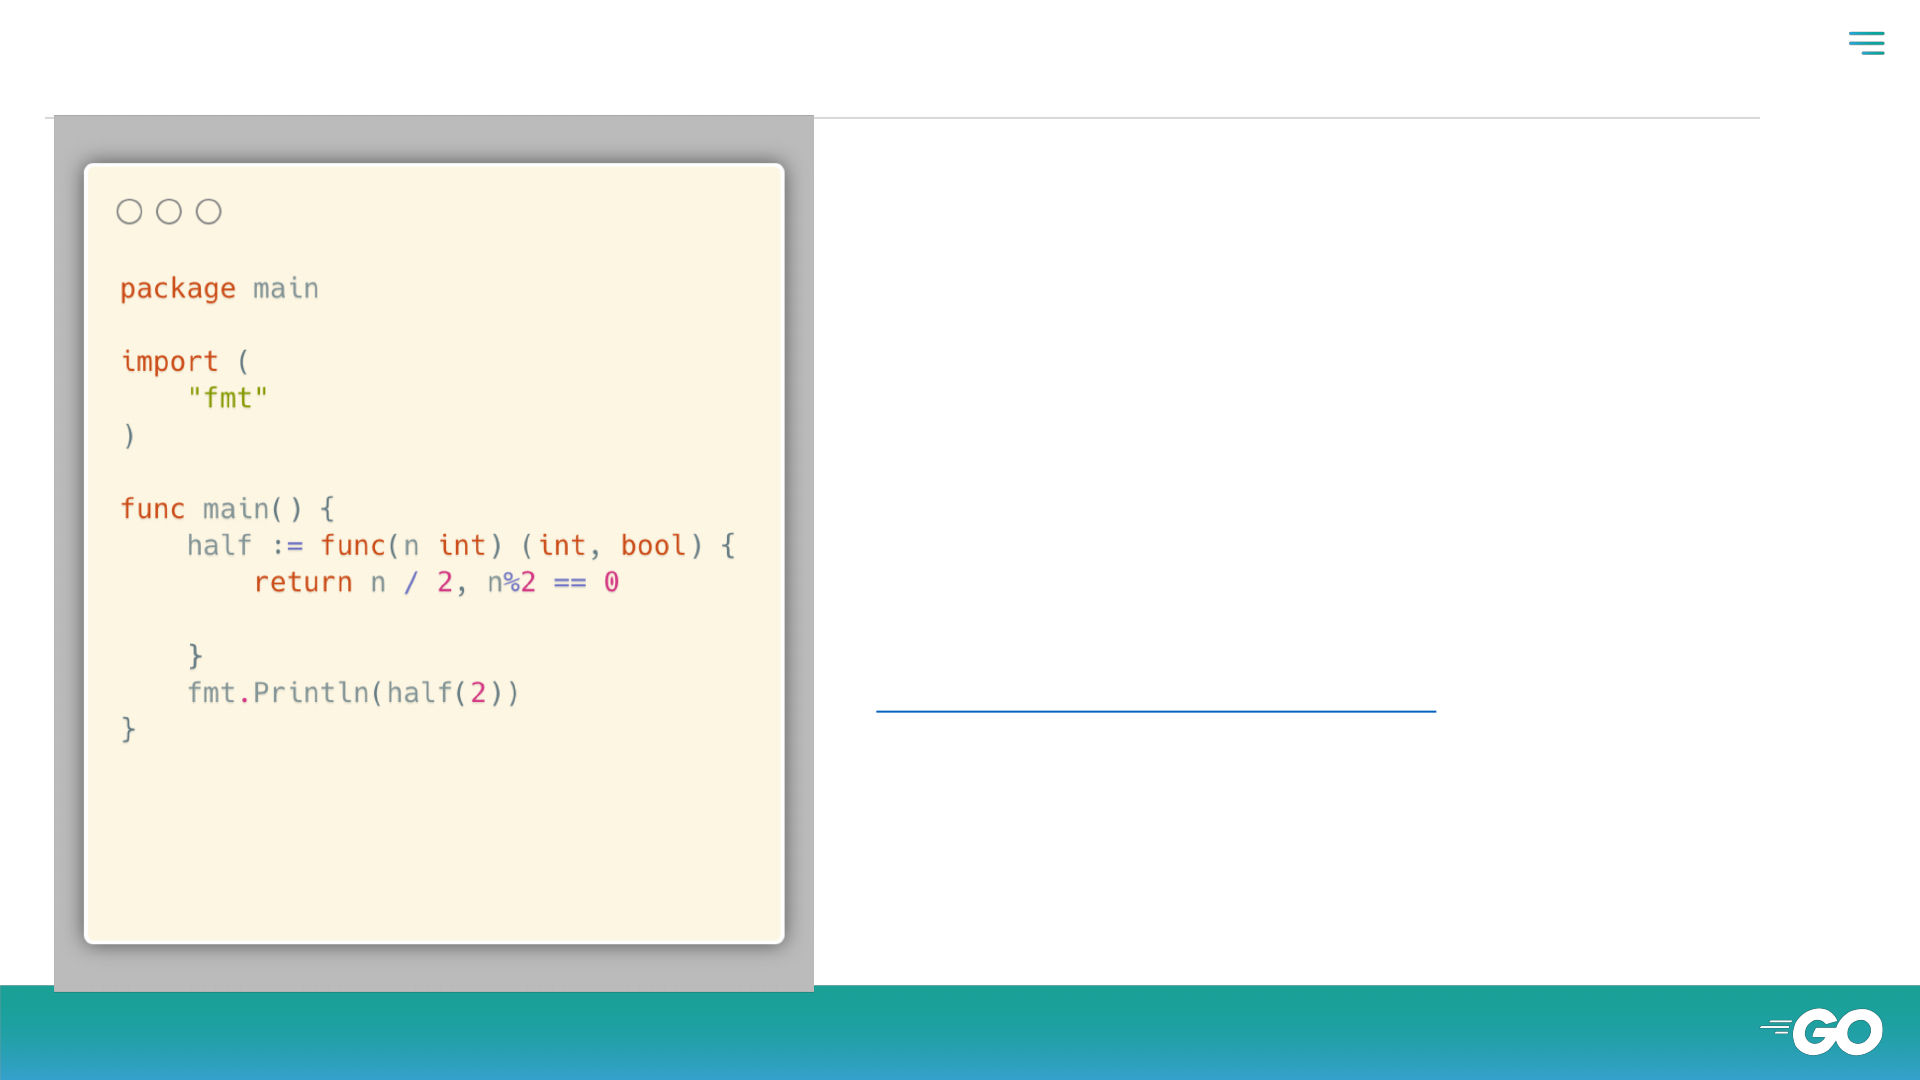 package main
import (
"fmt"
)
func main() {
half := func(n int) (int, bool) {
return n / 2, n%2 == 0
}
fmt.Println(half(2))
}
GO